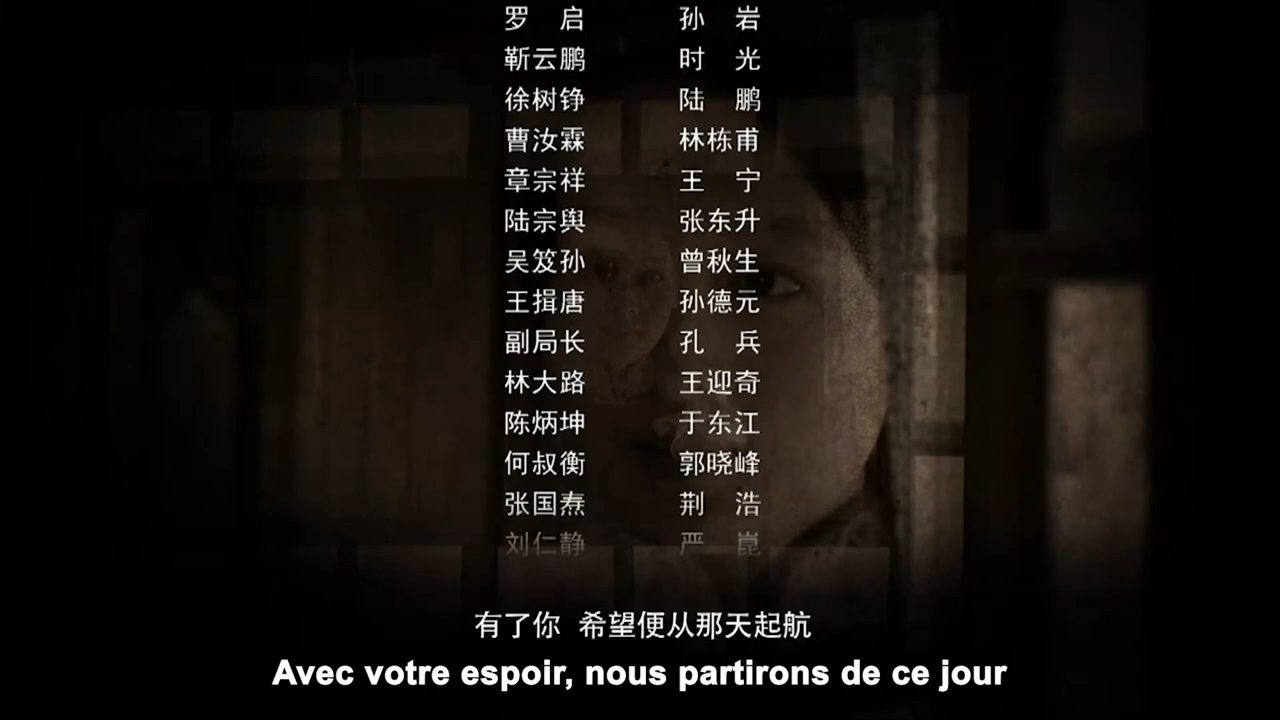 罗　启　孙　岩
靳云鹏　时　光
徐树铮　陆　鹏
曹汝霖　林栋甫
章宗祥　王　宁
陆宗舆　张东升
吴笈孙　曾秋生
王揖唐　孙德元
副局长　孔　兵
林大路　王迎奇
陈炳坤　于东江
何叔衡　郭晓峰
张国焘　荆　浩
刘仁静　严　崑
有了你 希望便从那天起航
Avec votre espoir, nous partirons de ce jour